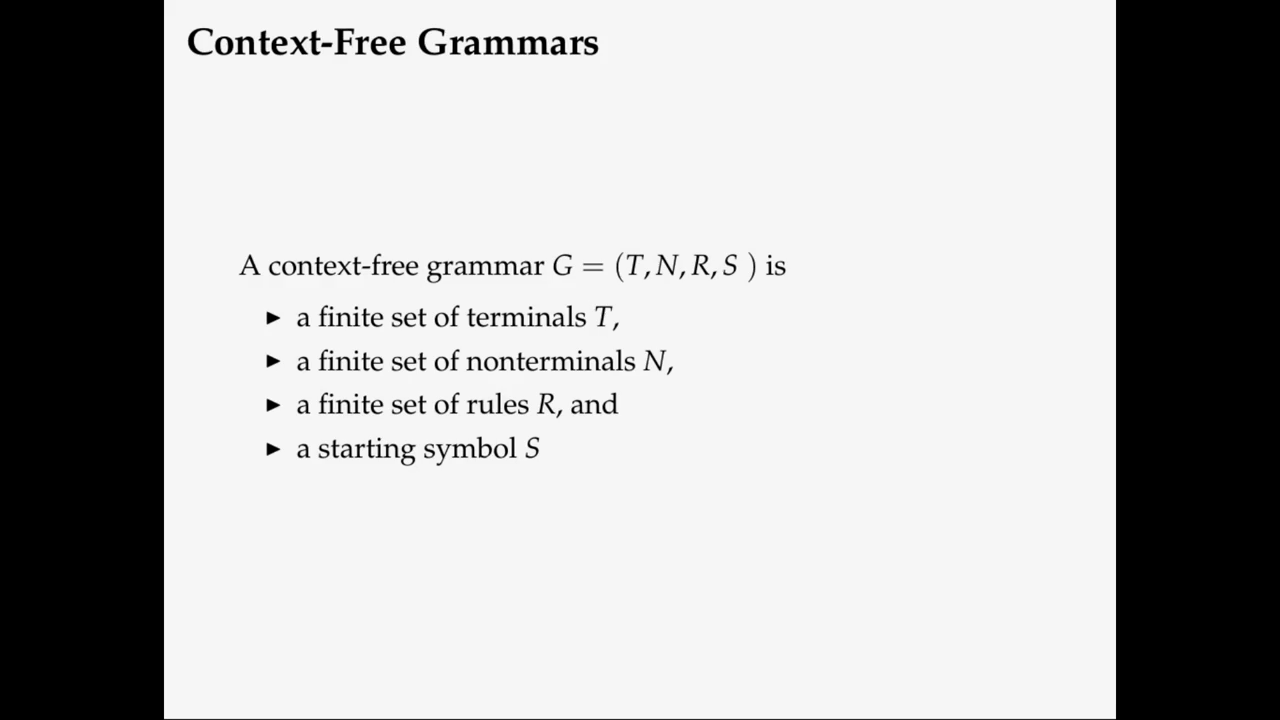 Context-Free Grammars
A context-free grammar G = (T, N, R, S ) is
▶ a finite set of terminals T,
▶ a finite set of nonterminals N,
▶ a finite set of rules R, and
▶ a starting symbol S